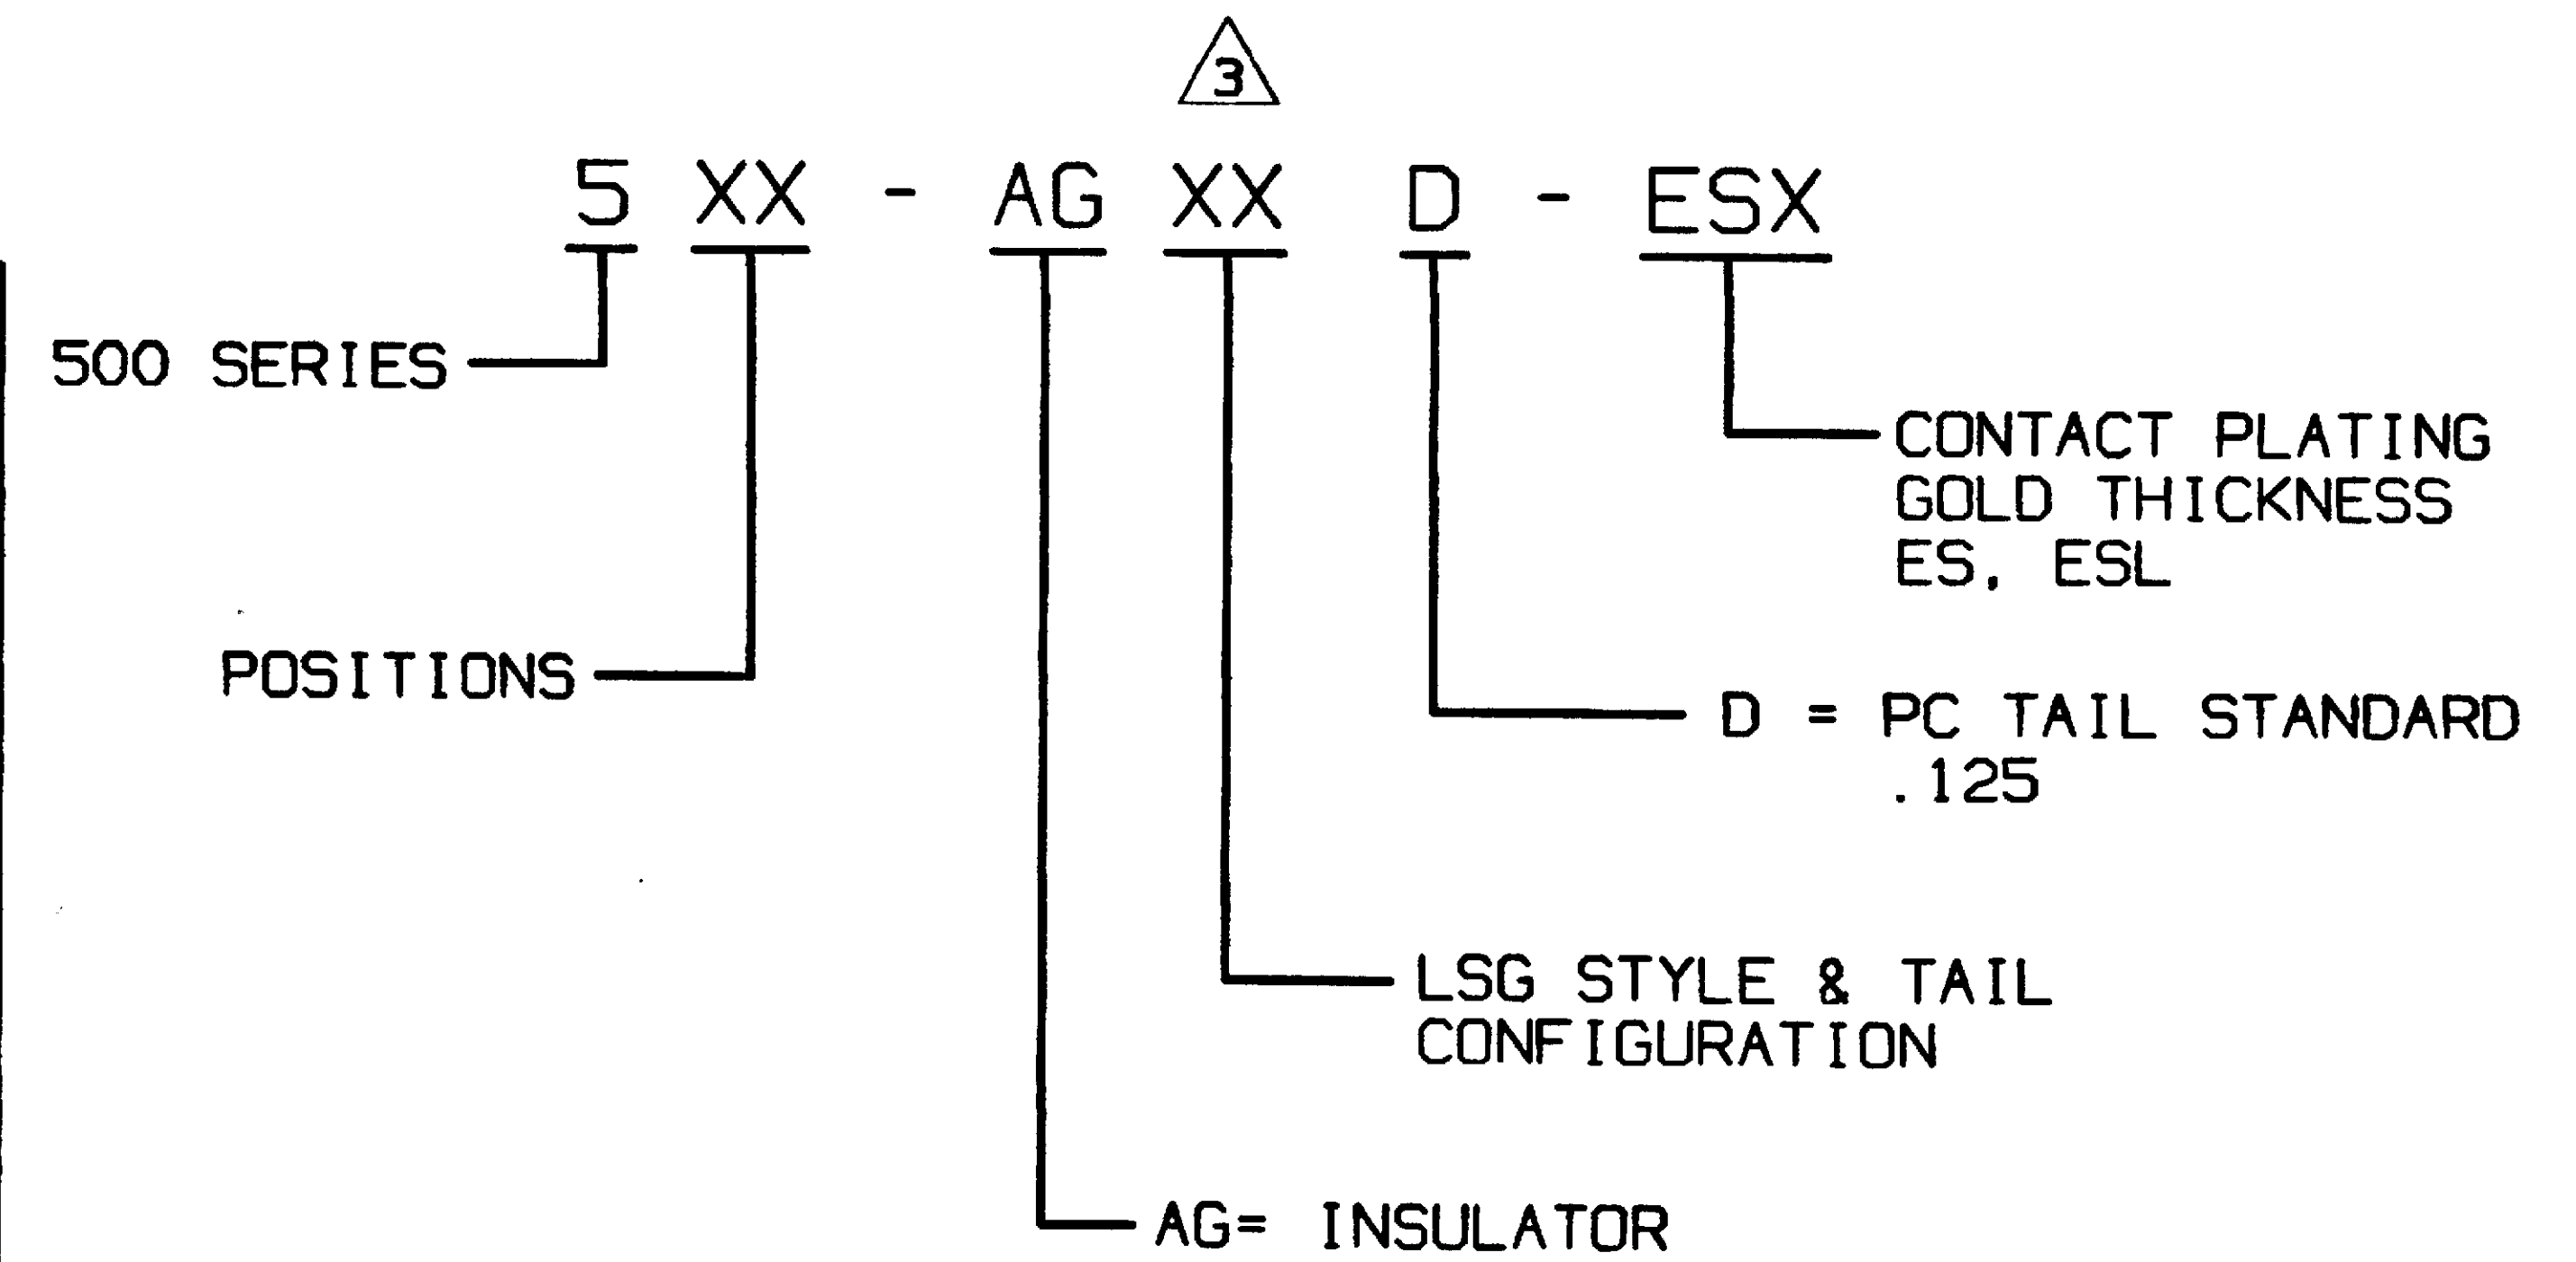 3
5 XX - AG XX D - ESX
500 SERIES
CONTACT PLATING
GOLD THICKNESS
ES, ESL
POSITIONS
D = PC TAIL STANDARD
.125
LSG STYLE & TAIL
CONFIGURATION
AG= INSULATOR